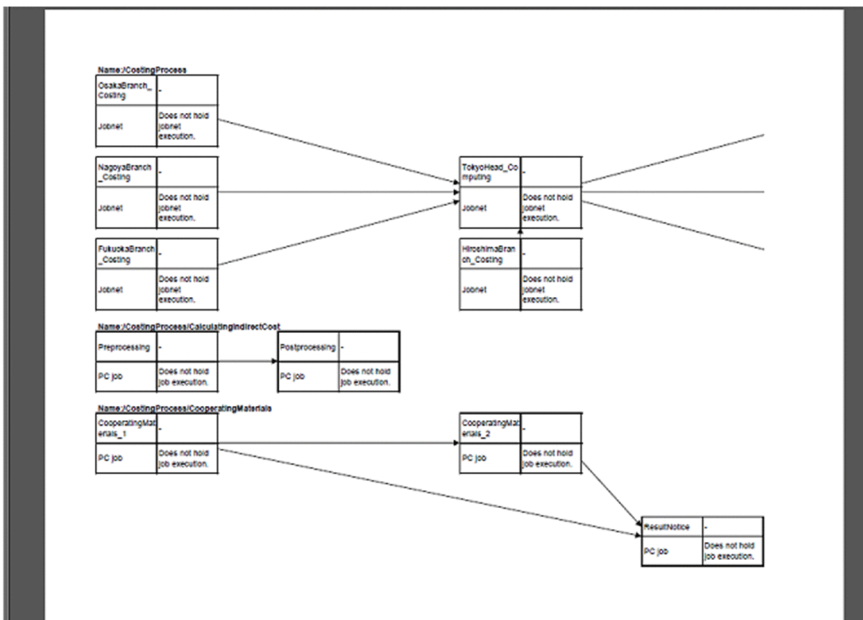 Name:/CostingProcess
OsakaBranch_
Costing
-
Jobnet
Does not hold
jobnet
execution.
NagoyaBranch
_Costing
-
Jobnet
Does not hold
jobnet
execution.
TokyoHead_Co
mputing
-
Jobnet
Does not hold
jobnet
execution.
FukuokaBranch
_Costing
-
Jobnet
Does not hold
jobnet
execution.
HiroshimaBran
ch_Costing
-
Jobnet
Does not hold
jobnet
execution.
Name:/CostingProcess/CalculatingIndirectCost
Preprocessing
-
PC job
Does not hold
job execution.
Postprocessing
-
PC job
Does not hold
job execution.
Name:/CostingProcess/CooperatingMaterials
CooperatingMat
erials_1
-
PC job
Does not hold
job execution.
CooperatingMat
erials_2
-
PC job
Does not hold
job execution.
ResultNotice
-
PC job
Does not hold
job execution.